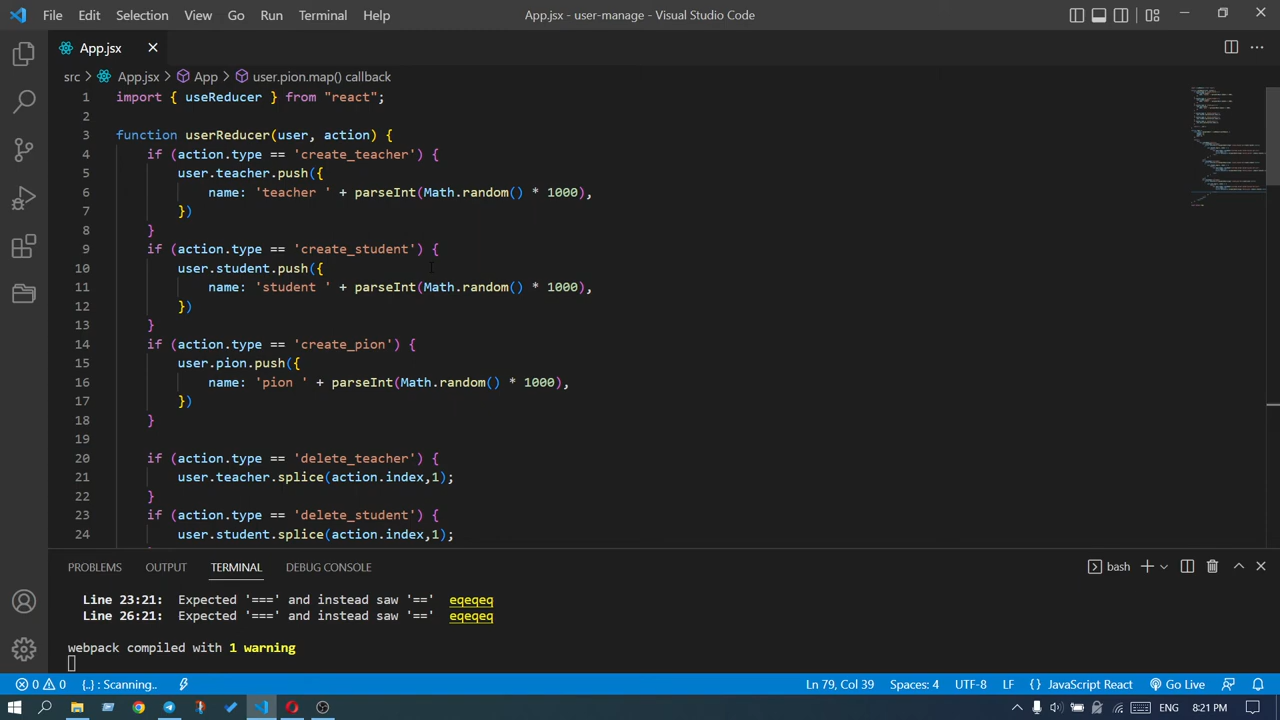 File Edit Selection View Go Run Terminal Help App.jsx - user-manage - Visual Studio Code
App.jsx
src App.jsx App user.pion.map() callback
1 import { useReducer } from "react";
2
3 function userReducer(user, action) {
4 if (action.type == 'create_teacher') {
5 user.teacher.push({
6 name: 'teacher ' + parseInt(Math.random() * 1000),
7 })
8 }
9 if (action.type == 'create_student') {
10 user.student.push({
11 name: 'student ' + parseInt(Math.random() * 1000),
12 })
13 }
14 if (action.type == 'create_pion') {
15 user.pion.push({
16 name: 'pion ' + parseInt(Math.random() * 1000),
17 })
18 }
19
20 if (action.type == 'delete_teacher') {
21 user.teacher.splice(action.index,1);
22 }
23 if (action.type == 'delete_student') {
24 user.student.splice(action.index,1);
PROBLEMS OUTPUT TERMINAL DEBUG CONSOLE bash
Line 23:21: Expected '===' and instead saw '==' eqeqeq
Line 26:21: Expected '===' and instead saw '==' eqeqeq
webpack compiled with 1 warning
0 0 {..} : Scanning.. Ln 79, Col 39 Spaces: 4 UTF-8 LF {} JavaScript React Go Live
ENG 8:21 PM